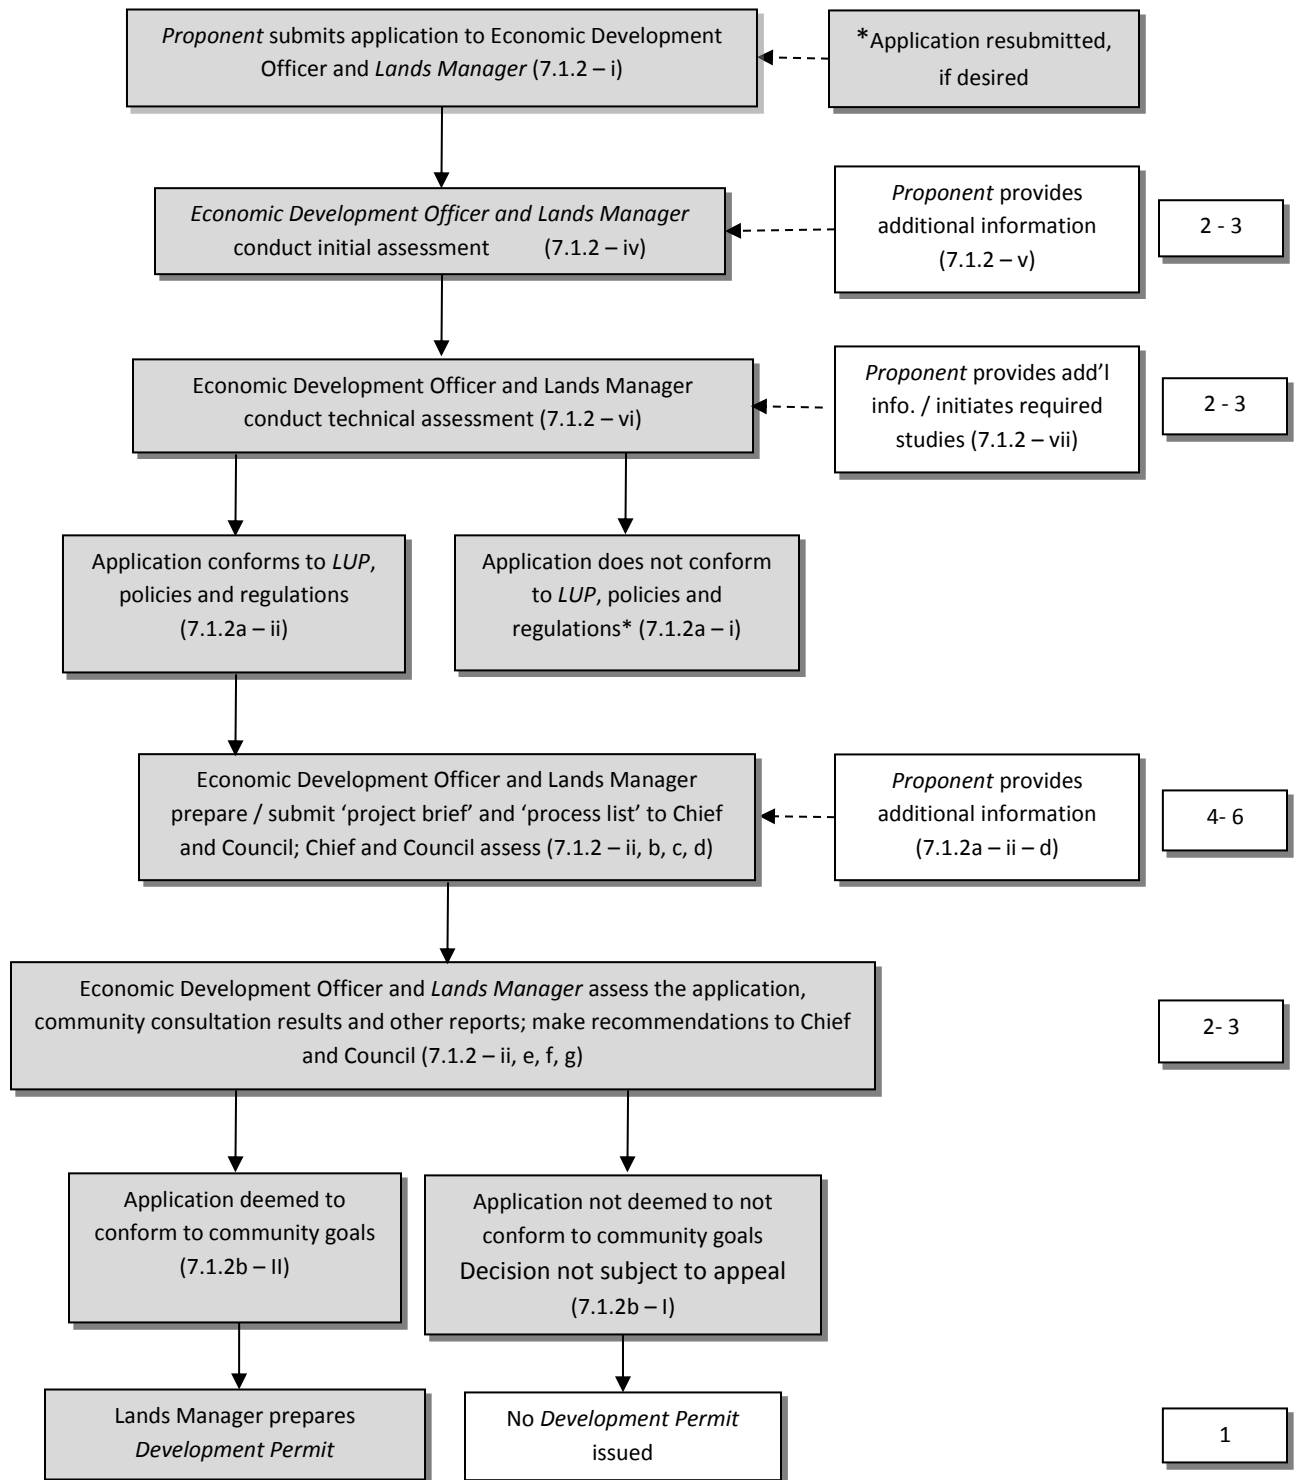 Proponent submits application to Economic Development
Officer and Lands Manager (7.1.2 – i)
*Application resubmitted,
if desired
Economic Development Officer and Lands Manager
conduct initial assessment (7.1.2 – iv)
Proponent provides
additional information
(7.1.2 – v)
2 - 3
Economic Development Officer and Lands Manager
conduct technical assessment (7.1.2 – vi)
Proponent provides add’l
info. / initiates required
studies (7.1.2 – vii)
2 - 3
Application conforms to LUP,
policies and regulations
(7.1.2a – ii)
Application does not conform
to LUP, policies and
regulations* (7.1.2a – i)
Economic Development Officer and Lands Manager
prepare / submit ‘project brief’ and ‘process list’ to Chief
and Council; Chief and Council assess (7.1.2 – ii, b, c, d)
Proponent provides
additional information
(7.1.2a – ii – d)
4- 6
Economic Development Officer and Lands Manager assess the application,
community consultation results and other reports; make recommendations to Chief
and Council (7.1.2 – ii, e, f, g)
2- 3
Application deemed to
conform to community goals
(7.1.2b – II)
Application not deemed to not
conform to community goals
Decision not subject to appeal
(7.1.2b – I)
Lands Manager prepares
Development Permit
No Development Permit
issued
1